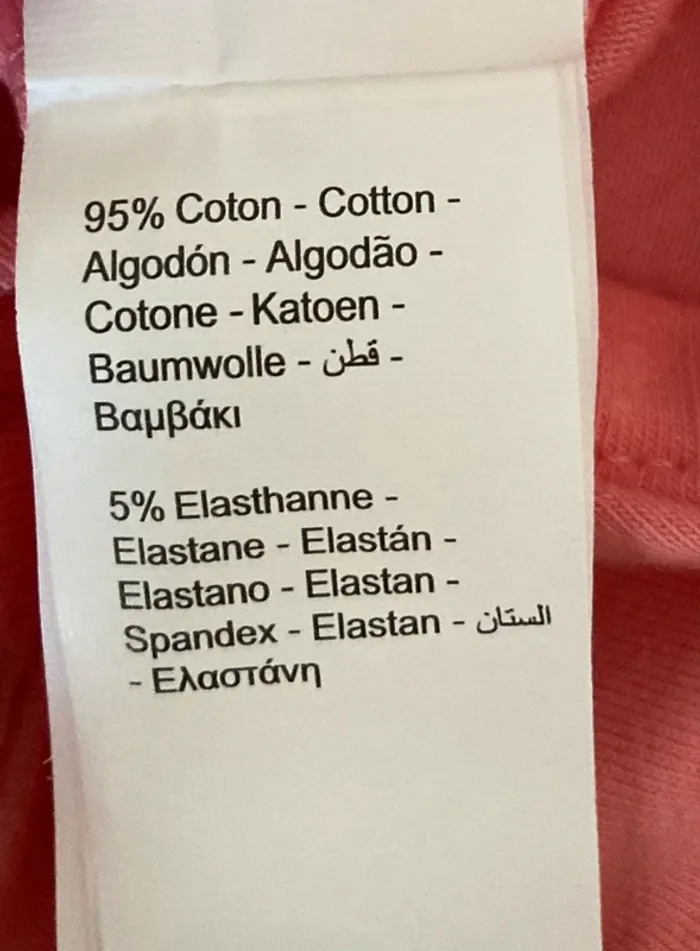 95% Coton - Cotton -
Algodón - Algodão -
Cotone - Katoen -
Baumwolle - قطن -
Βαμβάκι
5% Elasthanne -
Elastane - Elastán -
Elastano - Elastan -
Spandex - Elastan - الستان
- Ελαστάνη